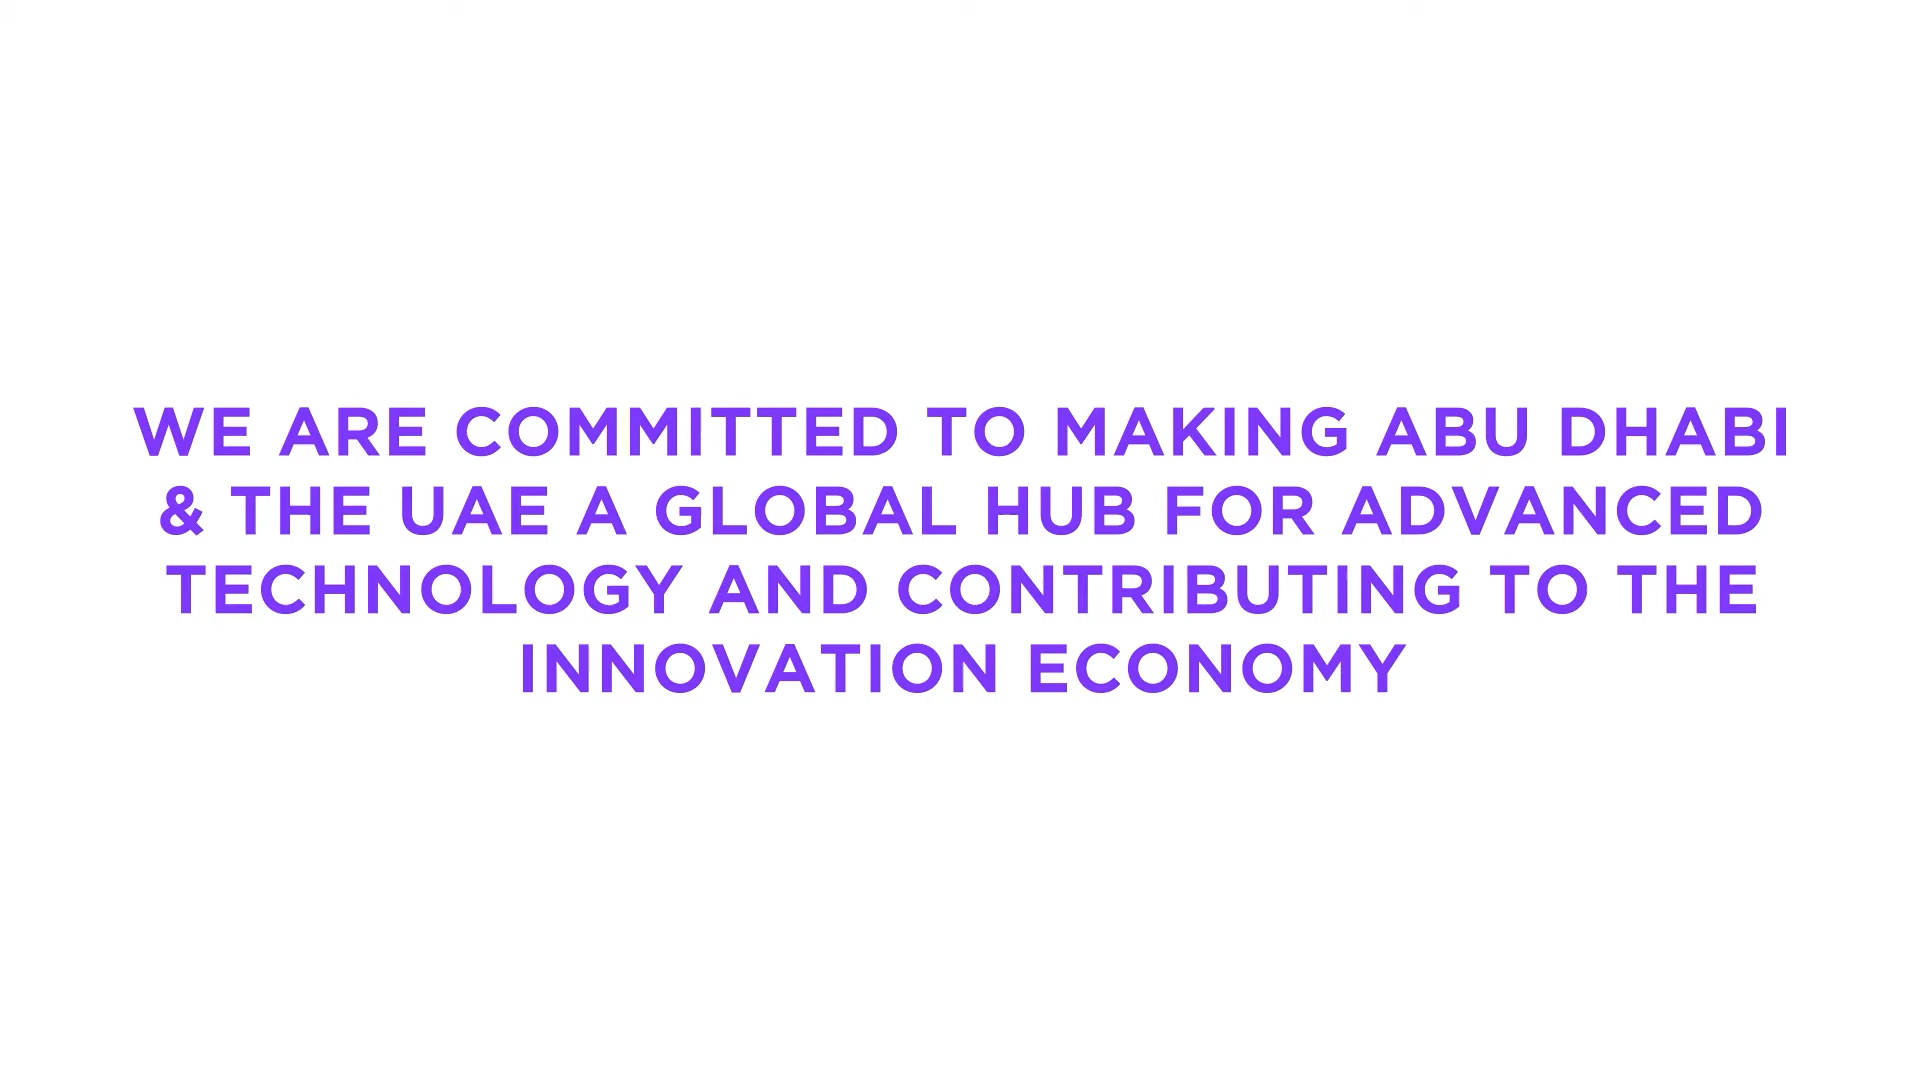 WE ARE COMMITTED TO MAKING ABU DHABI
& THE UAE A GLOBAL HUB FOR ADVANCED
TECHNOLOGY AND CONTRIBUTING TO THE
INNOVATION ECONOMY